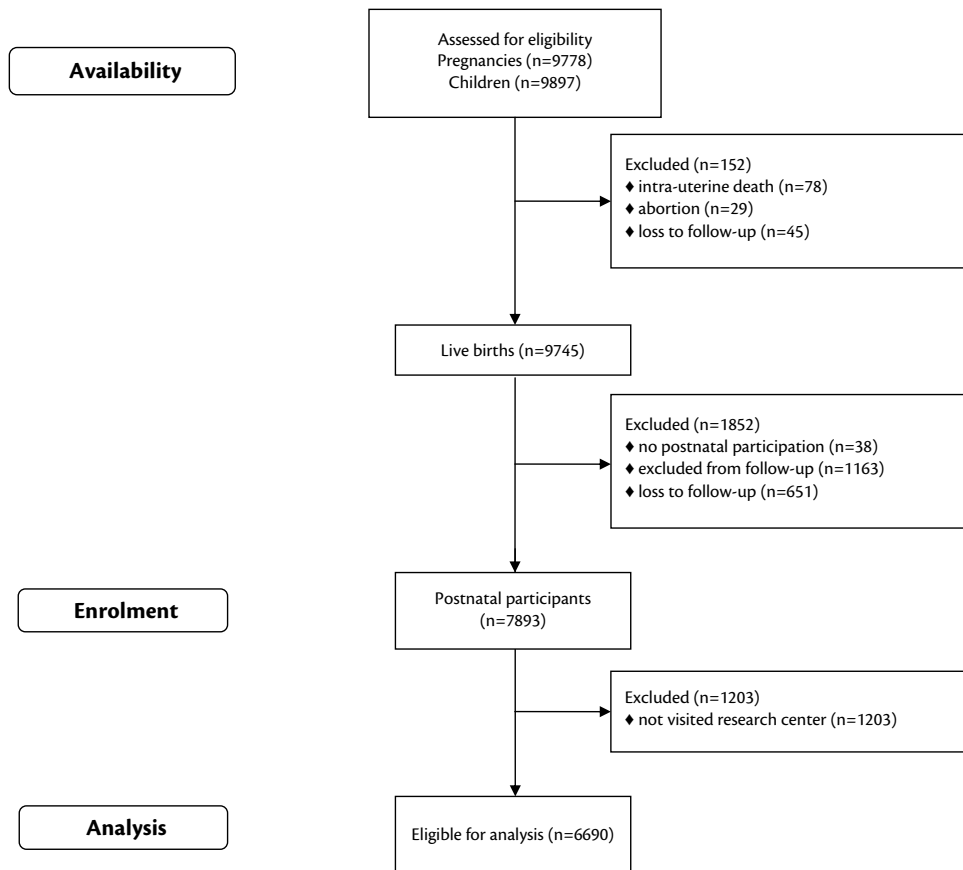 Availability
Assessed for eligibility
Pregnancies (n=9778)
Children (n=9897)
Excluded (n=152)
♦ intra-uterine death (n=78)
♦ abortion (n=29)
♦ loss to follow-up (n=45)
Live births (n=9745)
Excluded (n=1852)
♦ no postnatal participation (n=38)
♦ excluded from follow-up (n=1163)
♦ loss to follow-up (n=651)
Enrolment
Postnatal participants
(n=7893)
Excluded (n=1203)
♦ not visited research center (n=1203)
Analysis
Eligible for analysis (n=6690)